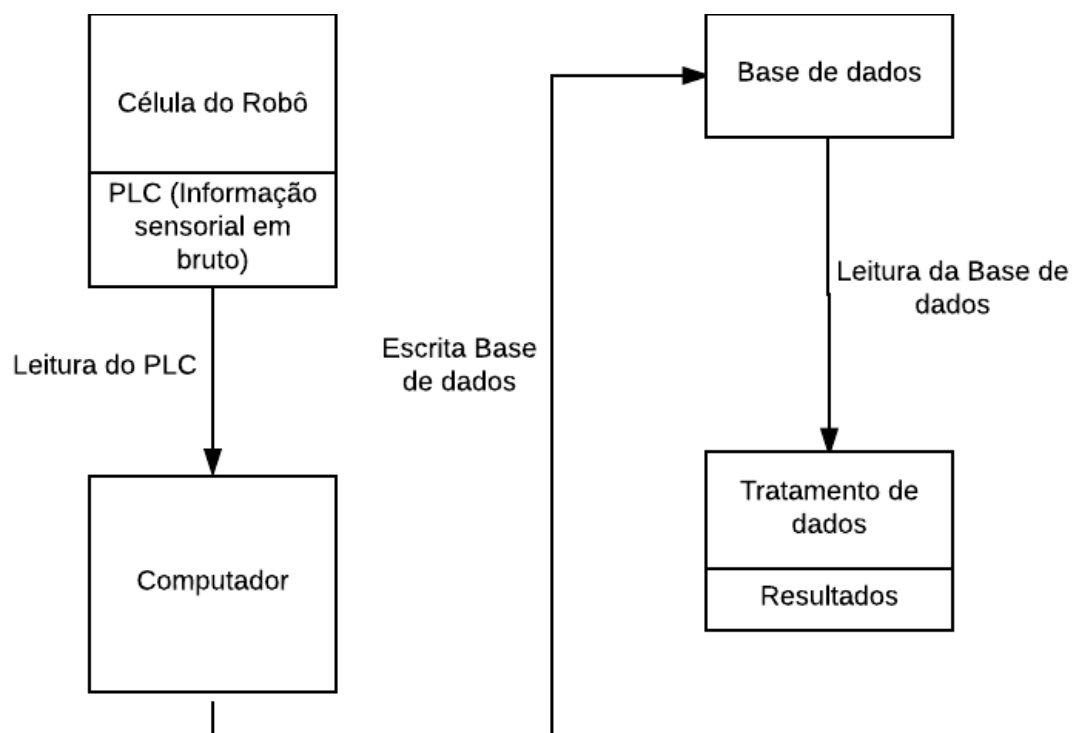 Célula do Robô
PLC (Informação
sensorial em
bruto)
Leitura do PLC
Computador
Escrita Base
de dados
Base de dados
Leitura da Base de
dados
Tratamento de
dados
Resultados